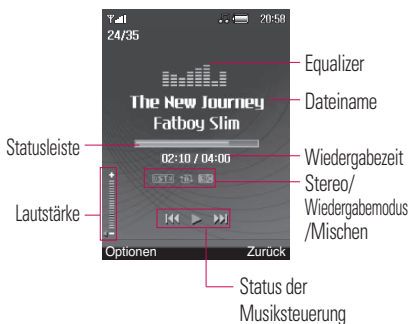 20:58
24/35
Equalizer
The New Journey
Dateiname
Fatboy Slim
Statusleiste
02:10 / 04:00
Wiedergabezeit
Stereo/
Wiedergabemodus
/Mischen
Lautstärke
Optionen
Zurück
Status der
Musiksteuerung